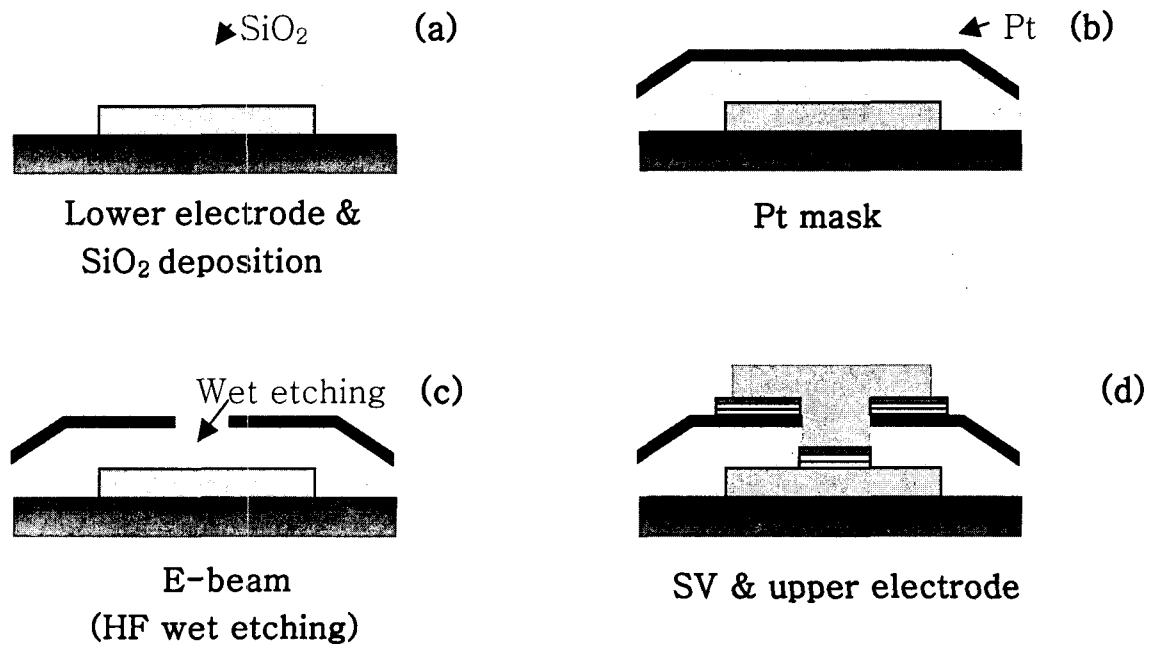 SiO₂ (a)
Lower electrode &
SiO₂ deposition
Pt (b)
Pt mask
Wet etching (c)
E-beam
(HF wet etching)
(d)
SV & upper electrode